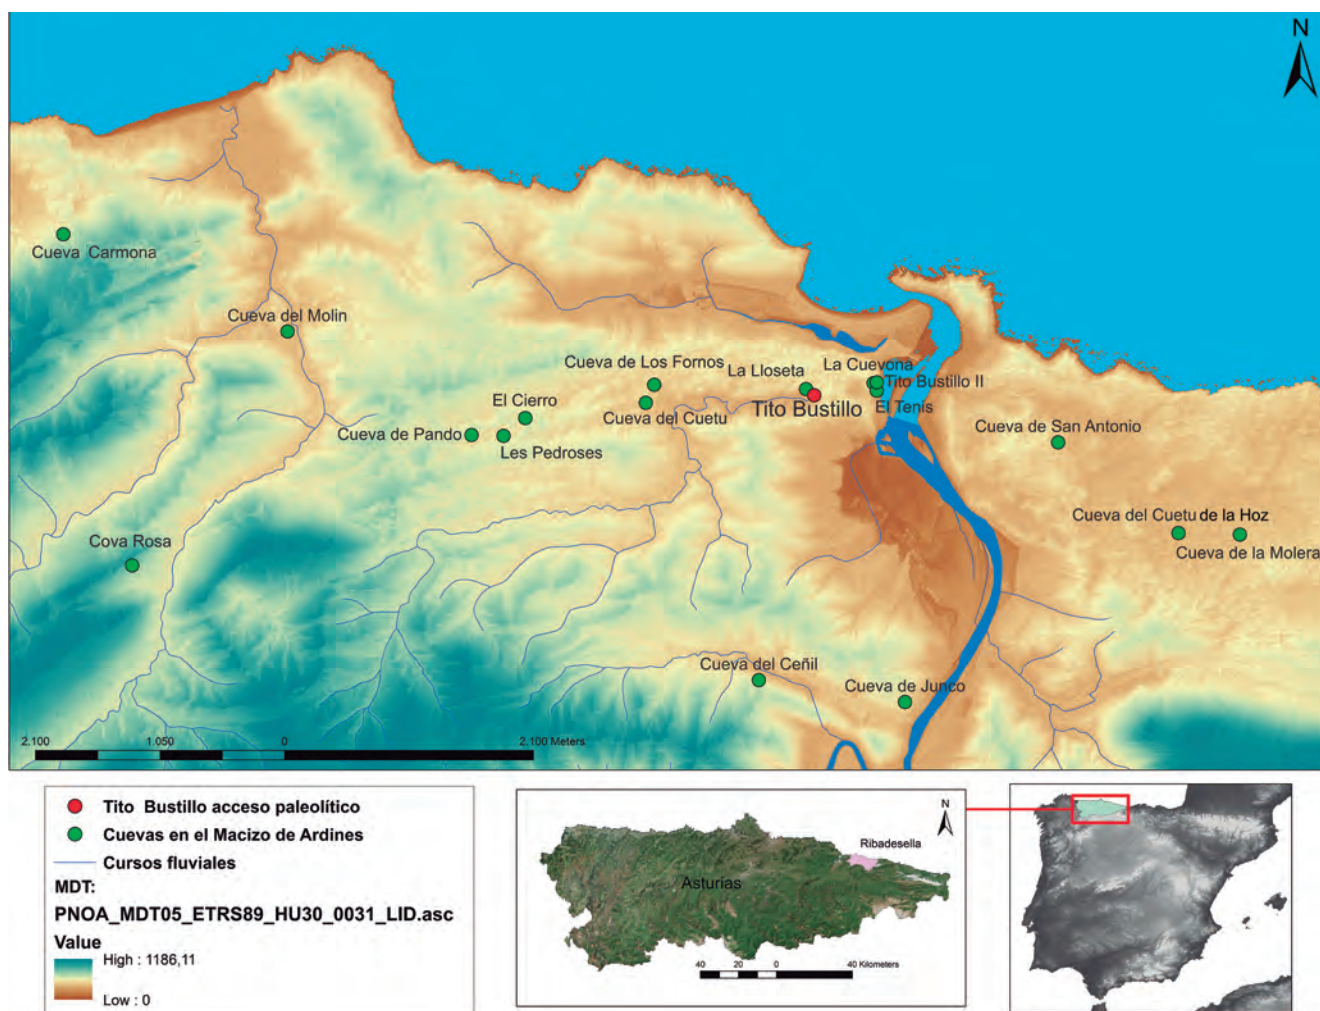 N
Cueva Carmona
Cueva del Molin
Cueva de Los Fornos
La Cuevona
La Lloseta
Tito Bustillo II
Tito Bustillo
El Tenis
El Cierro
Cueva del Cuetu
Cueva de Pando
Les Pedroses
Cueva de San Antonio
Cueva del Cuetu de la Hoz
Cueva de la Molera
Cova Rosa
Cueva del Ceñil
Cueva de Junco
2.100 1.050 0 2.100 Meters
Tito Bustillo acceso paleolítico
Cuevas en el Macizo de Ardines
Cursos fluviales
MDT:
PNOA_MDT05_ETRS89_HU30_0031_LID.asc
Value
High : 1186,11
Low : 0
N
Ribadesella
Asturias
40 20 0 40 Kilometers